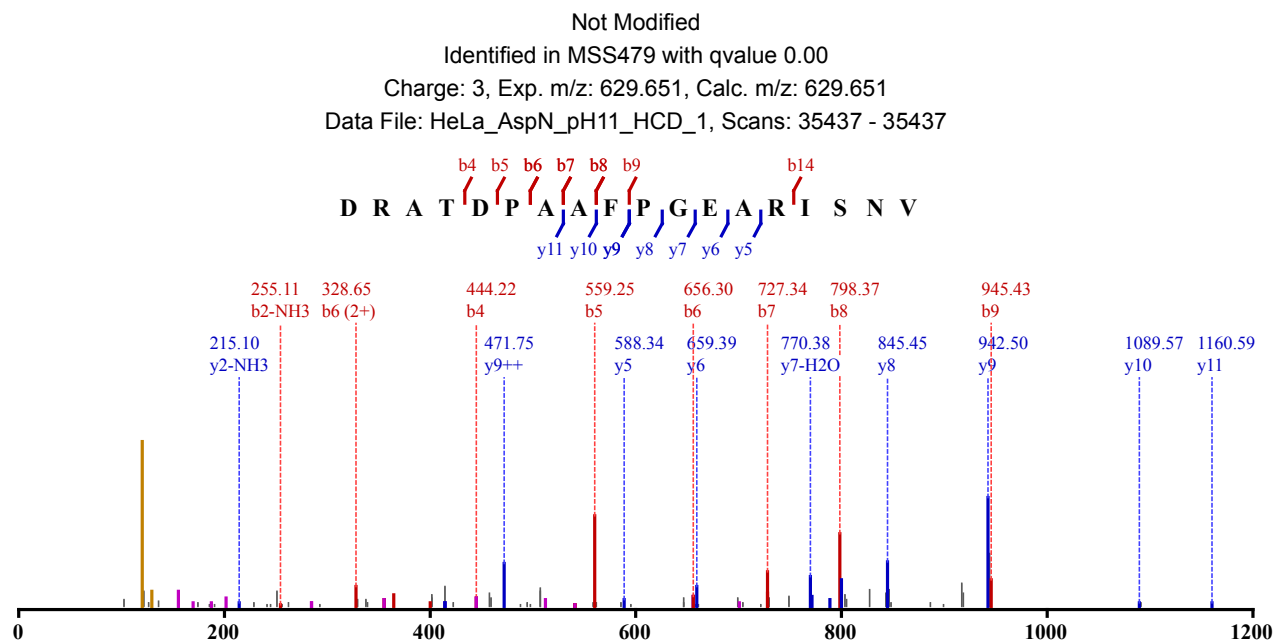 Not Modified
Identified in MSS479 with qvalue 0.00
Charge: 3, Exp. m/z: 629.651, Calc. m/z: 629.651
Data File: HeLa_AspN_pH11_HCD_1, Scans: 35437 - 35437
b4 b5 b6 b7 b8 b9 b14
D R A T D P A A F P G E A R I S N V
y11 y10 y9 y8 y7 y6 y5
255.11 328.65 444.22 559.25 656.30 727.34 798.37 945.43
b2-NH3 b6 (2+) b4 b5 b6 b7 b8 b9
215.10 471.75 588.34 659.39 770.38 845.45 942.50 1089.57 1160.59
y2-NH3 y9++ y5 y6 y7-H2O y8 y9 y10 y11
0 200 400 600 800 1000 1200